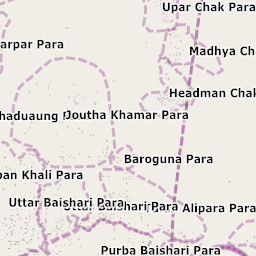 Upar Chak Para
arpar Para
Madhya Ch
Headman Chak
haduaung
Joutha Khamar Para
Baroguna Para
pan Khali Para
Uttar Baishari Para
Alipara Para
Purba Baishari Para